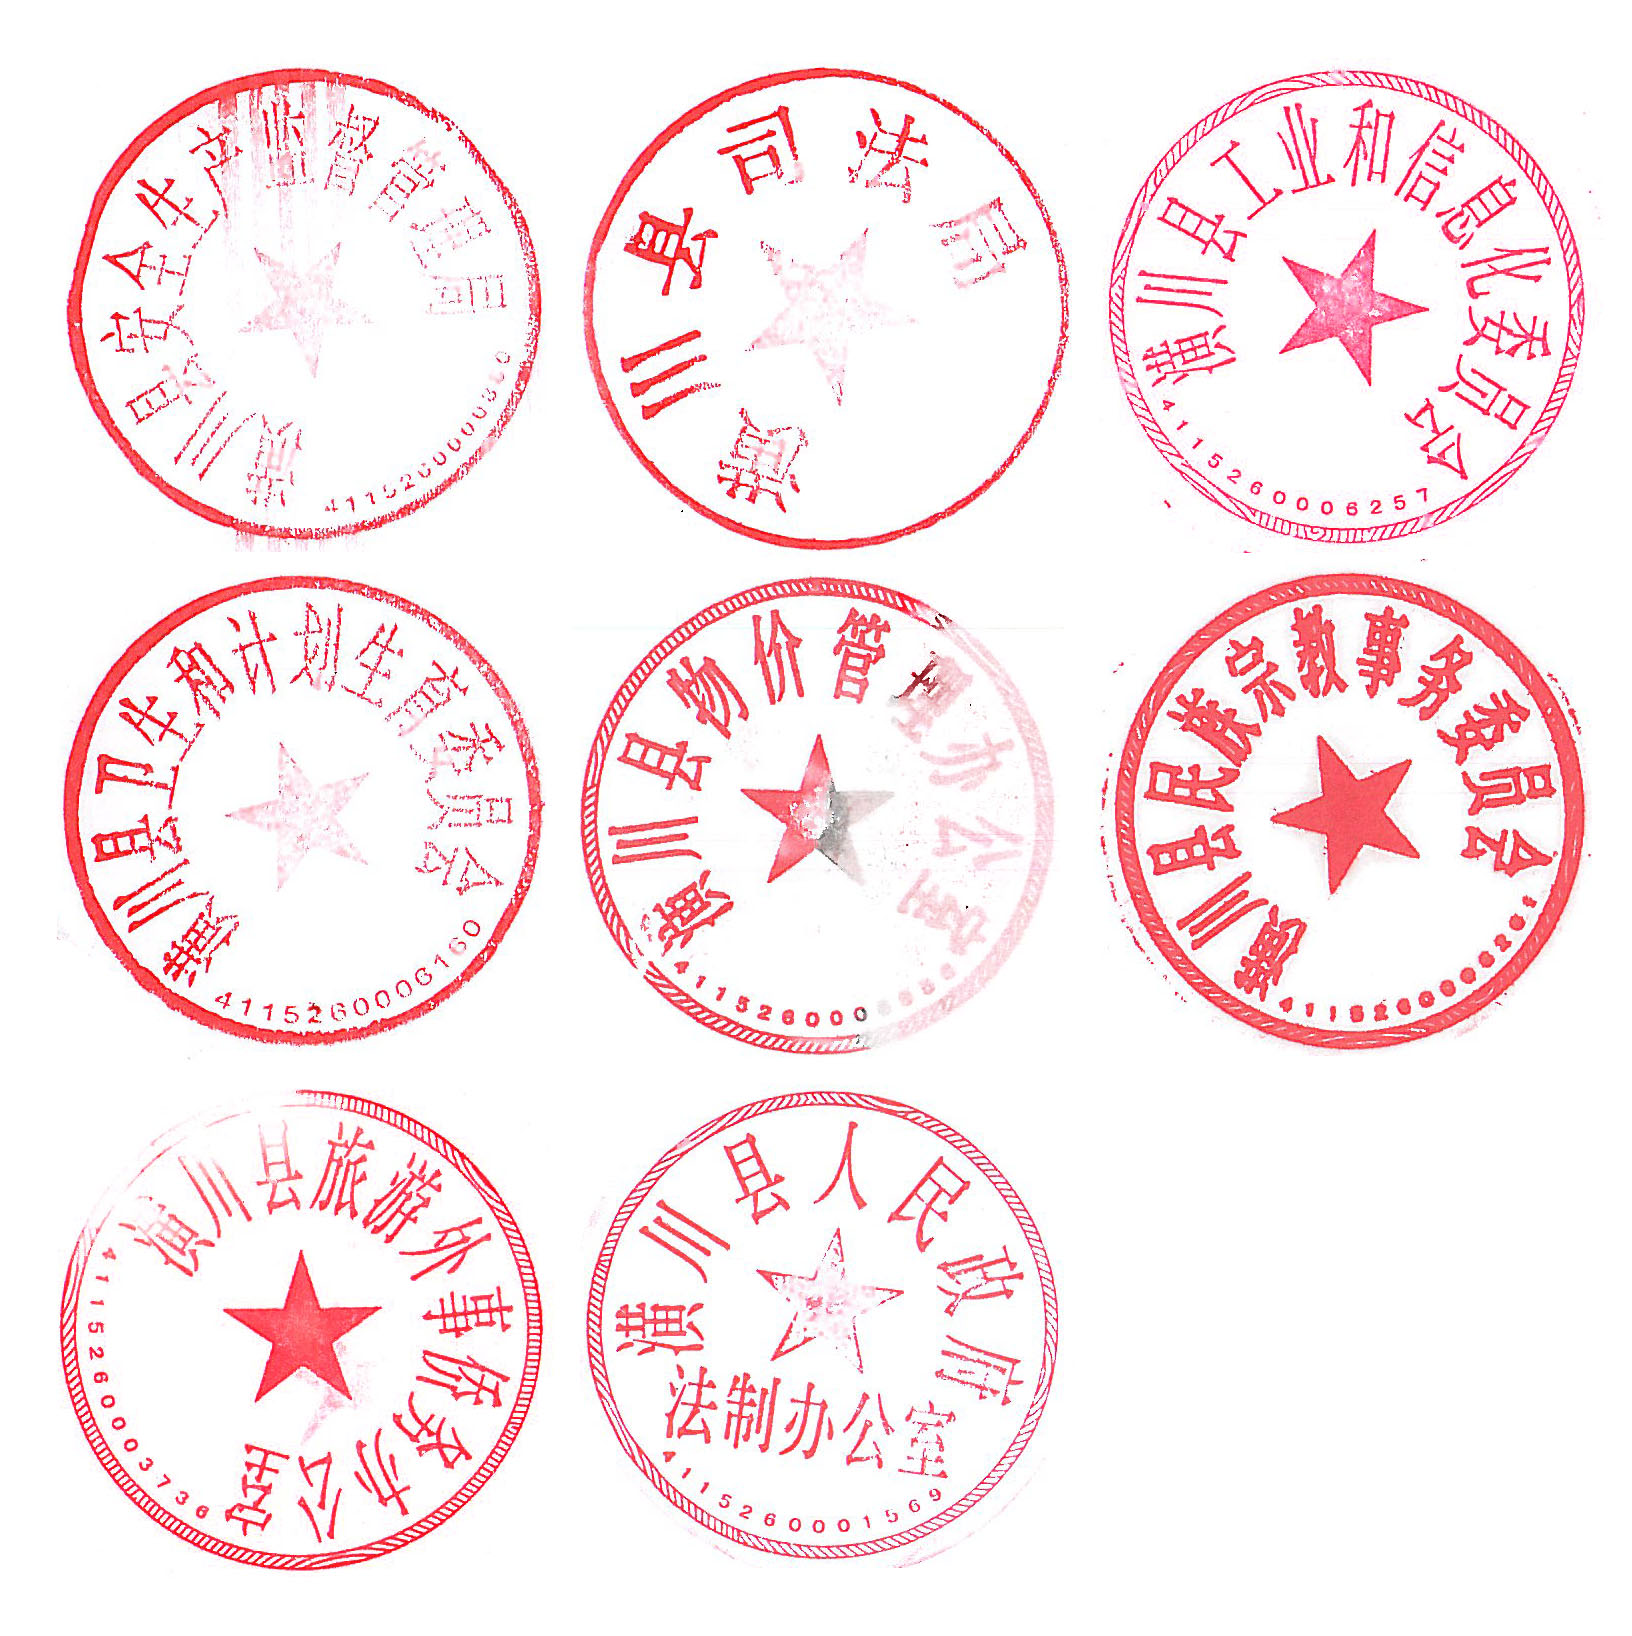 潢川县安全生产监督管理局
潢川县司法局
潢川县工业和信息化委员会
4115260006257
潢川县卫生和计划生育委员会
4115260006160
潢川县物价管理办公室
潢川县民族宗教事务委员会
4115260006261
潢川县旅游外事侨务办公室
4115260003736
潢川县人民政府
法制办公室
4115260001569